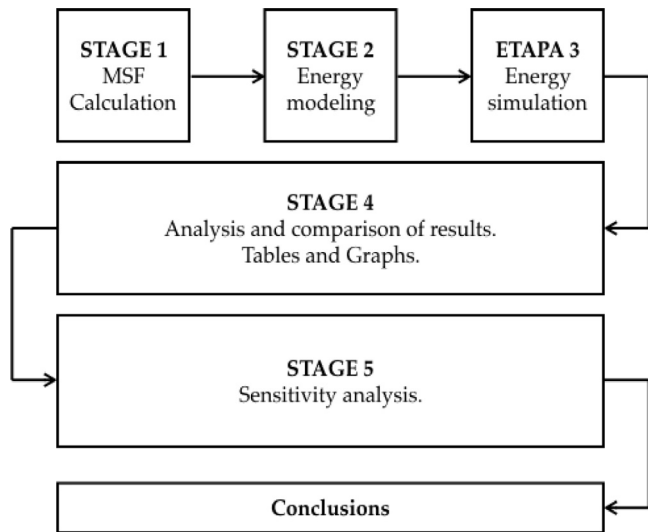 STAGE 1
MSF
Calculation
STAGE 2
Energy
modeling
ETAPA 3
Energy
simulation
STAGE 4
Analysis and comparison of results.
Tables and Graphs.
STAGE 5
Sensitivity analysis.
Conclusions